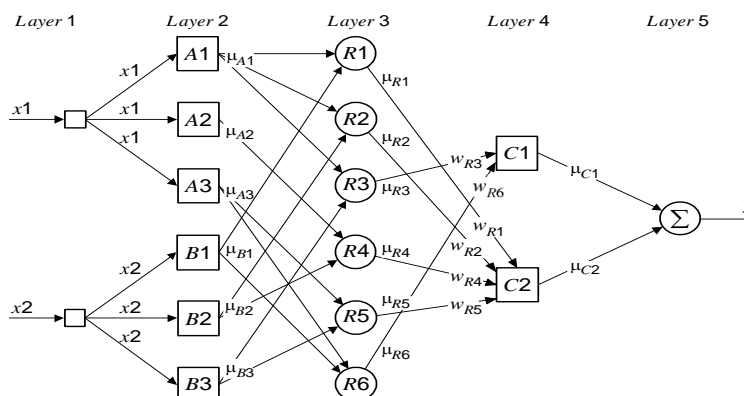 Layer 1 Layer 2 Layer 3 Layer 4 Layer 5
A1 μA1 R1
x1 μR1
x1 x1 A2 μA2 R2 μR2
x1 wR3 C1 μC1
A3 μA3 R3 μR3 wR6
Σ
B1 μB1 R4 μR4 wR1
x2 wR2 μC2
x2 x2 B2 μB2 R5 μR5 wR4 C2
x2 wR5
B3 μB3 R6 μR6